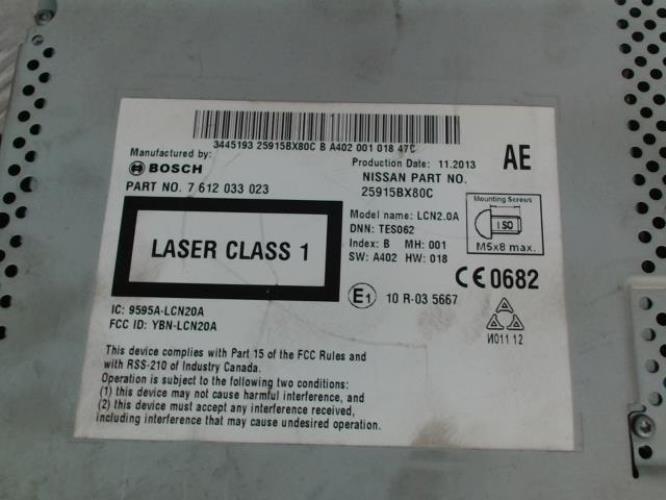 3445193 25915BX80C B A402 001 018 47C
Manufactured by:
BOSCH
PART NO. 7 612 033 023
Production Date: 11.2013
NISSAN PART NO.
25915BX80C
AE
LASER CLASS 1
Model name: LCN2.0A
DNN: TES062
Index: B MH: 001
SW: A402 HW: 018
Mounting Screws
ISO
M5x8 max.
CE0682
E1 10 R-03 5667
И011 12
IC: 9595A-LCN20A
FCC ID: YBN-LCN20A
This device complies with Part 15 of the FCC Rules and
with RSS-210 of Industry Canada.
Operation is subject to the following two conditions:
(1) this device may not cause harmful interference, and
(2) this device must accept any interference received,
including interference that may cause undesired operation.